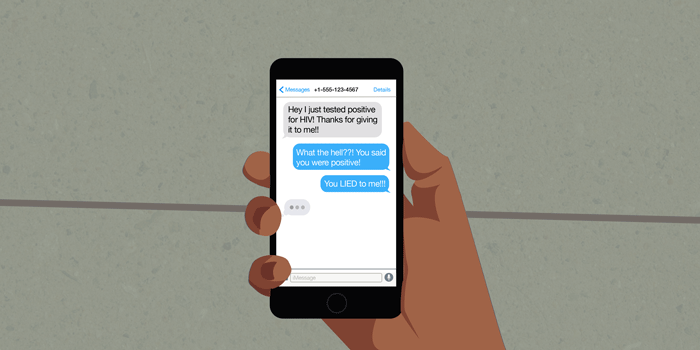 Messages +1-555-123-4567 Details
Hey I just tested positive
for HIV! Thanks for giving
it to me!!
What the hell??! You said
you were positive!
You LIED to me!!!
Message